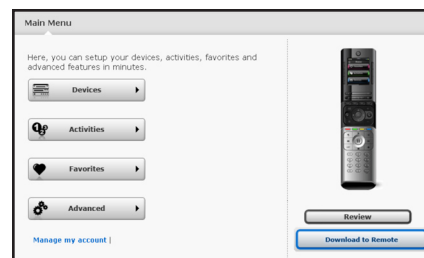 Main Menu
Here, you can setup your devices, activities, favorites and
advanced features in minutes.
Devices
Activities
Favorites
Advanced
Manage my account |
Review
Download to Remote